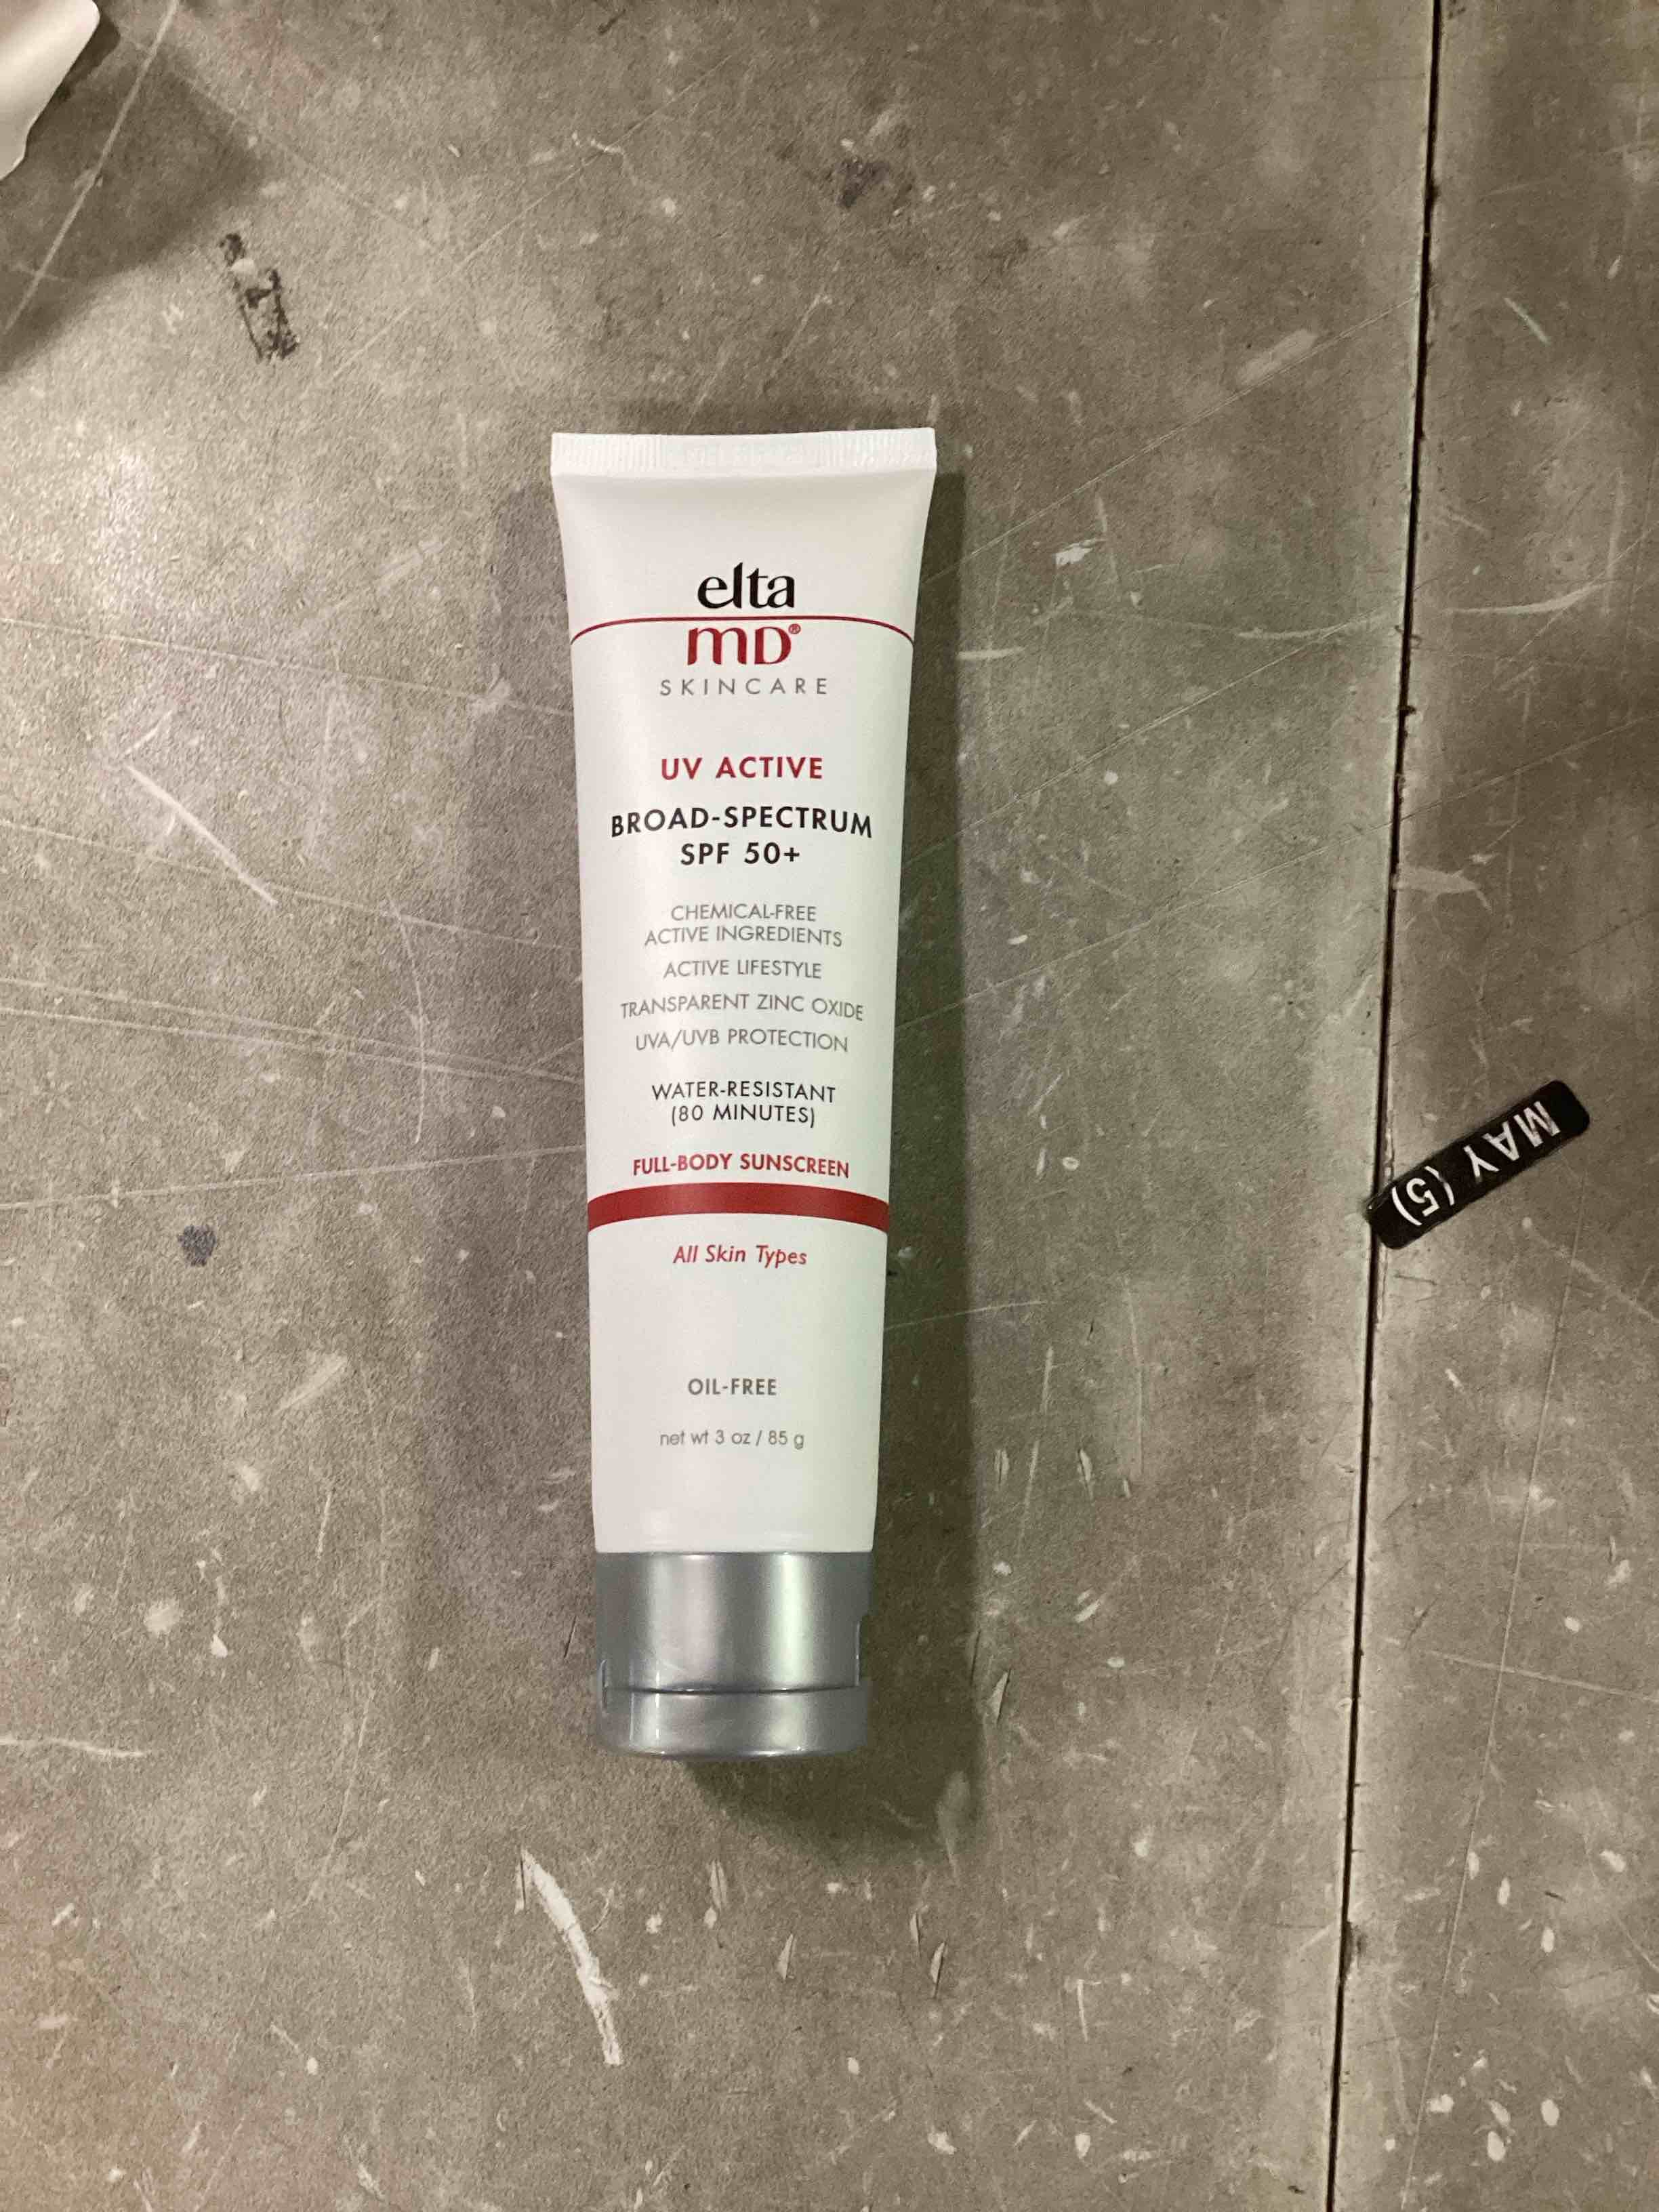 elta
MD®
SKINCARE
UV ACTIVE
BROAD-SPECTRUM
SPF 50+
CHEMICAL-FREE
ACTIVE INGREDIENTS
ACTIVE LIFESTYLE
TRANSPARENT ZINC OXIDE
UVA/UVB PROTECTION
WATER-RESISTANT
(80 MINUTES)
FULL-BODY SUNSCREEN
All Skin Types
OIL-FREE
net wt 3 oz / 85 g
MAY (5)